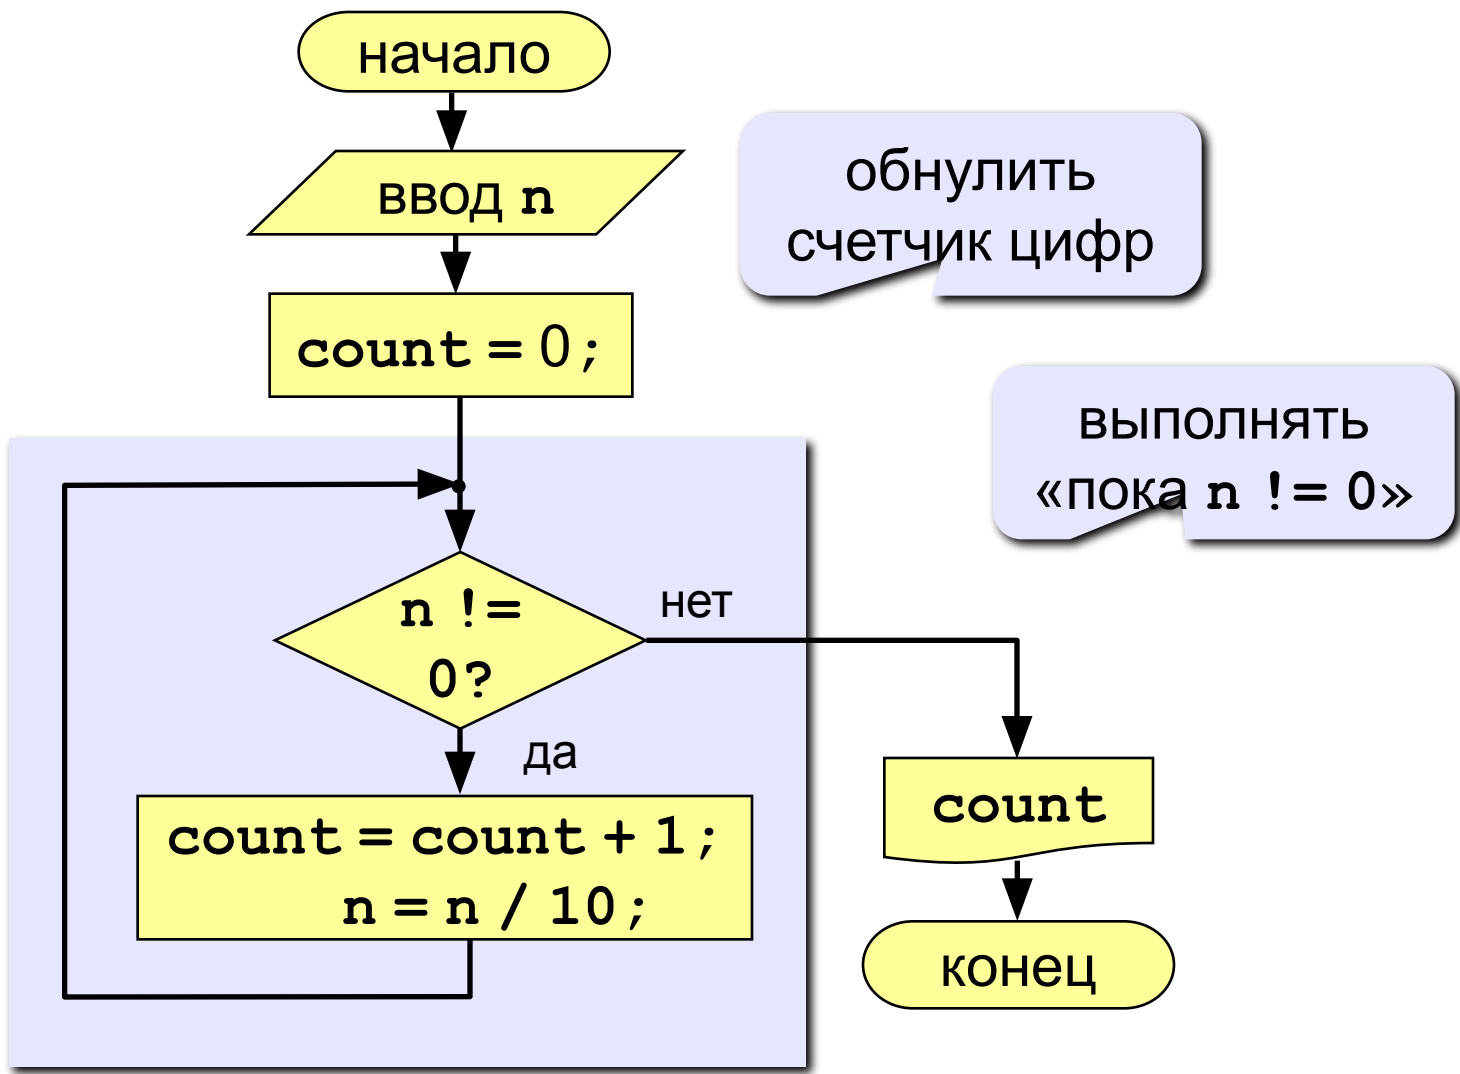 начало
ввод n
обнулить
счетчик цифр
count = 0;
выполнять
«пока n != 0»
n !=
0?
нет
да
count = count + 1;
n = n / 10;
count
конец